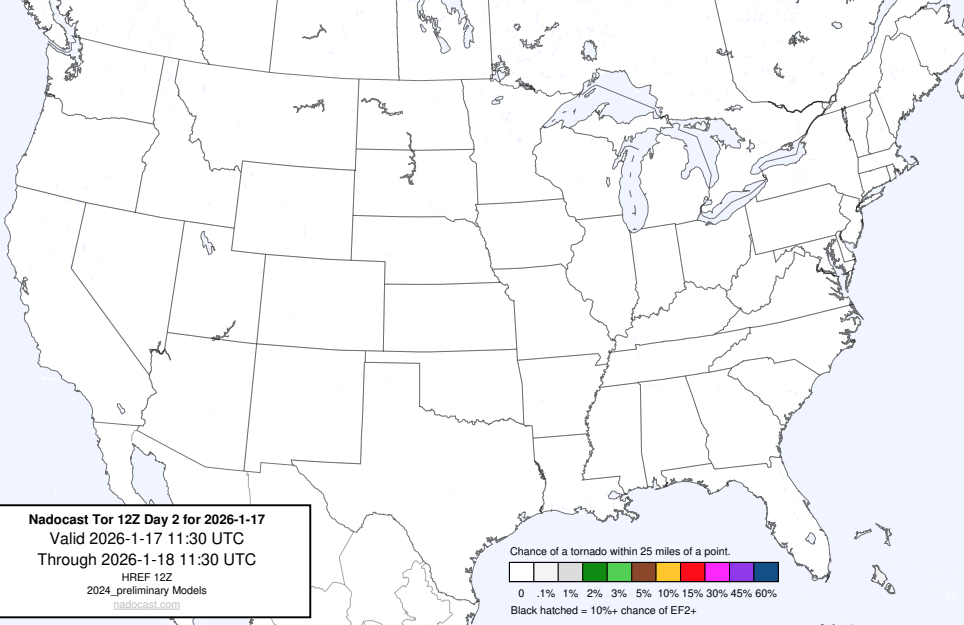 Nadocast Tor 12Z Day 2 for 2026-1-17
Valid 2026-1-17 11:30 UTC
Through 2026-1-18 11:30 UTC
HREF 12Z
2024_preliminary Models
nadocast.com
Chance of a tornado within 25 miles of a point.
0 .1% 1% 2% 3% 5% 10% 15% 30% 45% 60%
Black hatched = 10%+ chance of EF2+